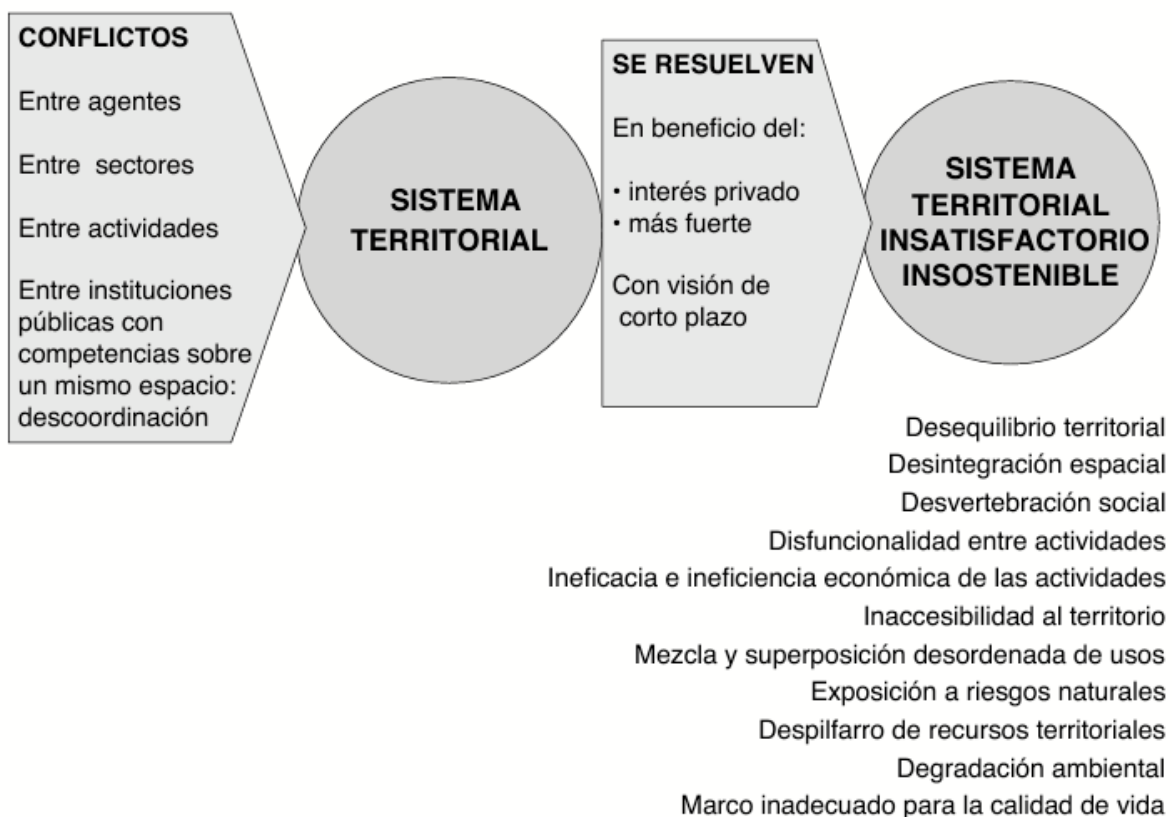 CONFLICTOS
Entre agentes
Entre sectores
Entre actividades
Entre instituciones
públicas con
competencias sobre
un mismo espacio:
descoordinación
SISTEMA
TERRITORIAL
SE RESUELVEN
En beneficio del:
• interés privado
• más fuerte
Con visión de
corto plazo
SISTEMA
TERRITORIAL
INSATISFACTORIO
INSOSTENIBLE
Desequilibrio territorial
Desintegración espacial
Desvertebración social
Disfuncionalidad entre actividades
Ineficacia e ineficiencia económica de las actividades
Inaccesibilidad al territorio
Mezcla y superposición desordenada de usos
Exposición a riesgos naturales
Despilfarro de recursos territoriales
Degradación ambiental
Marco inadecuado para la calidad de vida